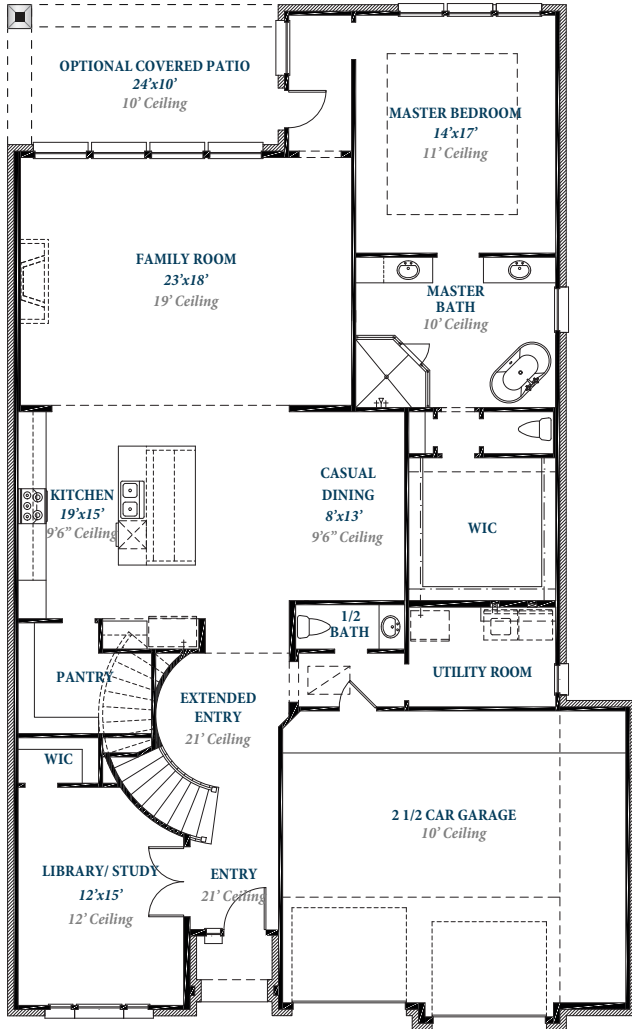 OPTIONAL COVERED PATIO
24'x10'
10' Ceiling
MASTER BEDROOM
14'x17'
11' Ceiling
FAMILY ROOM
23'x18'
19' Ceiling
MASTER
BATH
10' Ceiling
KITCHEN
19'x15'
9'6" Ceiling
CASUAL
DINING
8'x13'
9'6" Ceiling
WIC
1/2
BATH
UTILITY ROOM
PANTRY
EXTENDED
ENTRY
21' Ceiling
WIC
2 1/2 CAR GARAGE
10' Ceiling
LIBRARY/ STUDY
12'x15'
12' Ceiling
ENTRY
21' Ceiling